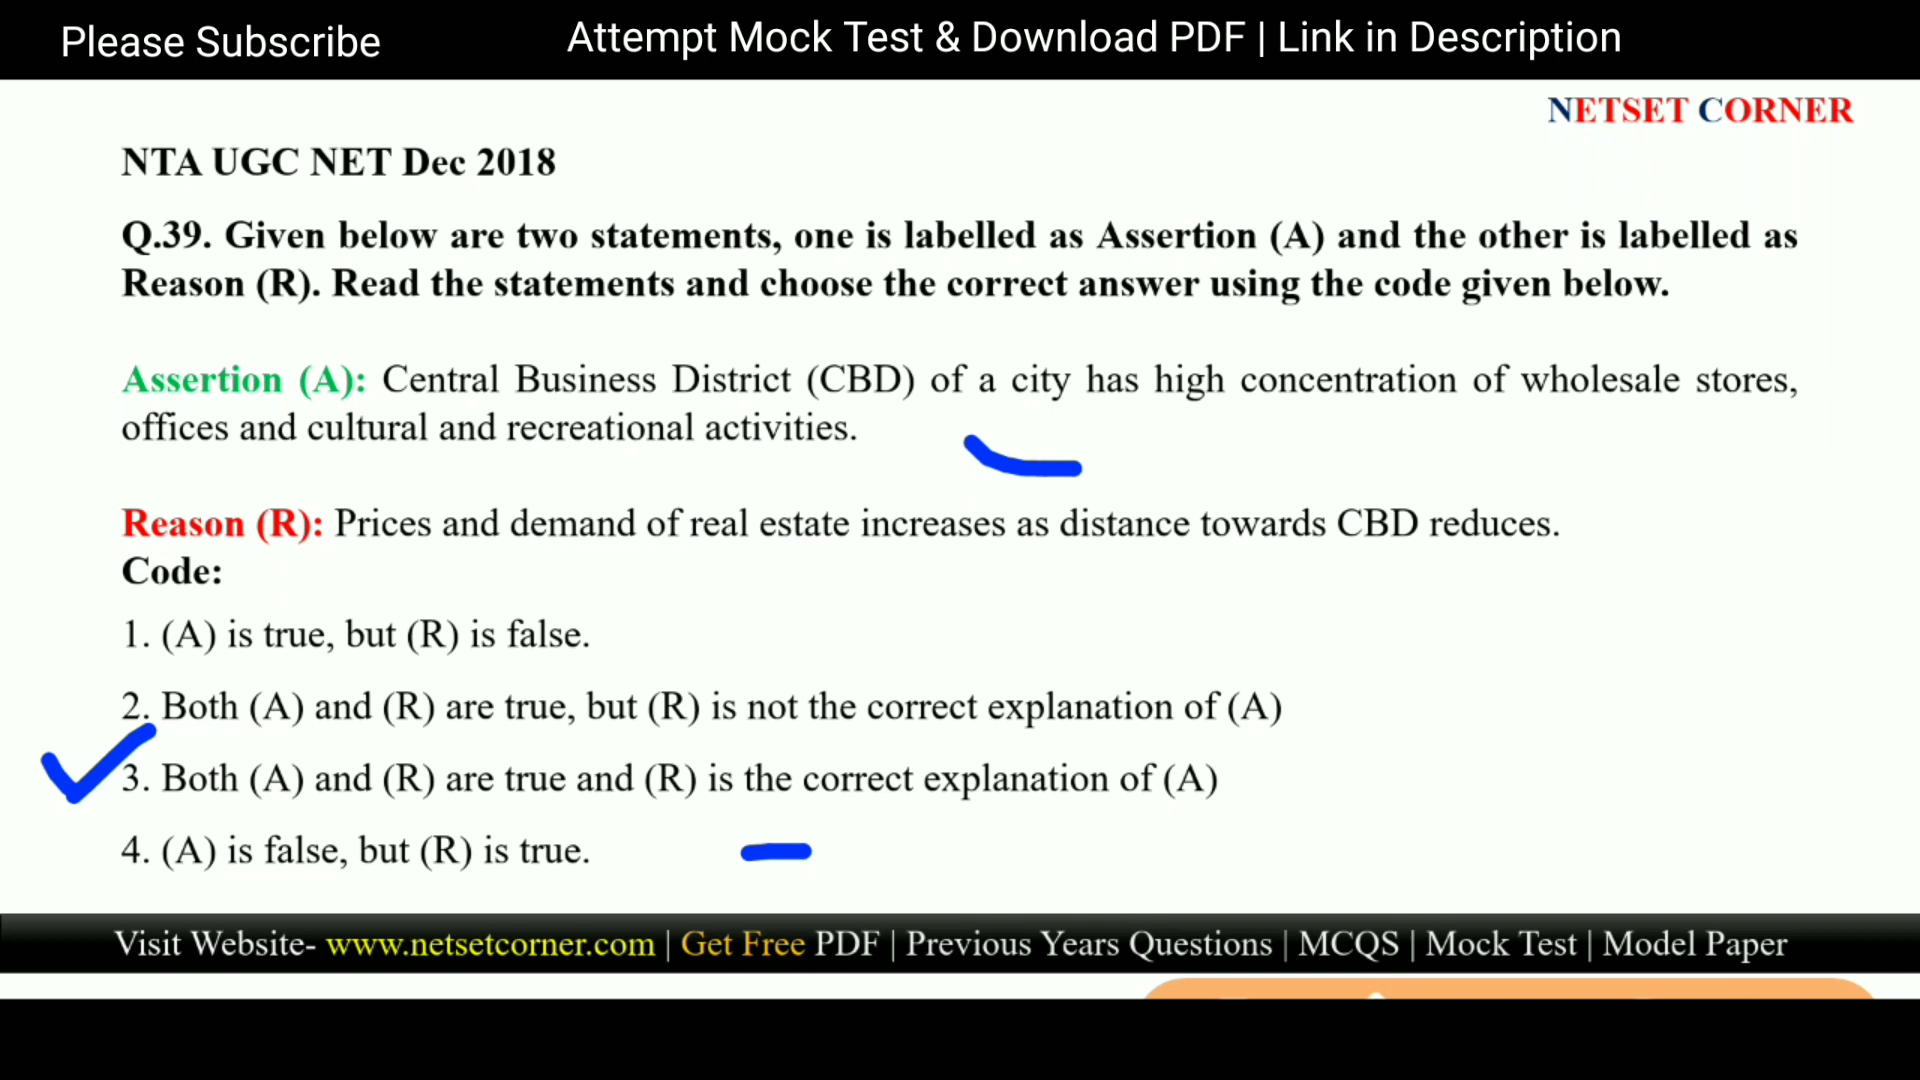 Please Subscribe
Attempt Mock Test & Download PDF | Link in Description
NETSET CORNER
NTA UGC NET Dec 2018
Q.39. Given below are two statements, one is labelled as Assertion (A) and the other is labelled as
Reason (R). Read the statements and choose the correct answer using the code given below.
Assertion (A): Central Business District (CBD) of a city has high concentration of wholesale stores,
offices and cultural and recreational activities.
Reason (R): Prices and demand of real estate increases as distance towards CBD reduces.
Code:
1. (A) is true, but (R) is false.
2. Both (A) and (R) are true, but (R) is not the correct explanation of (A)
3. Both (A) and (R) are true and (R) is the correct explanation of (A)
4. (A) is false, but (R) is true.
Visit Website- www.netsetcorner.com | Get Free PDF | Previous Years Questions | MCQS | Mock Test | Model Paper